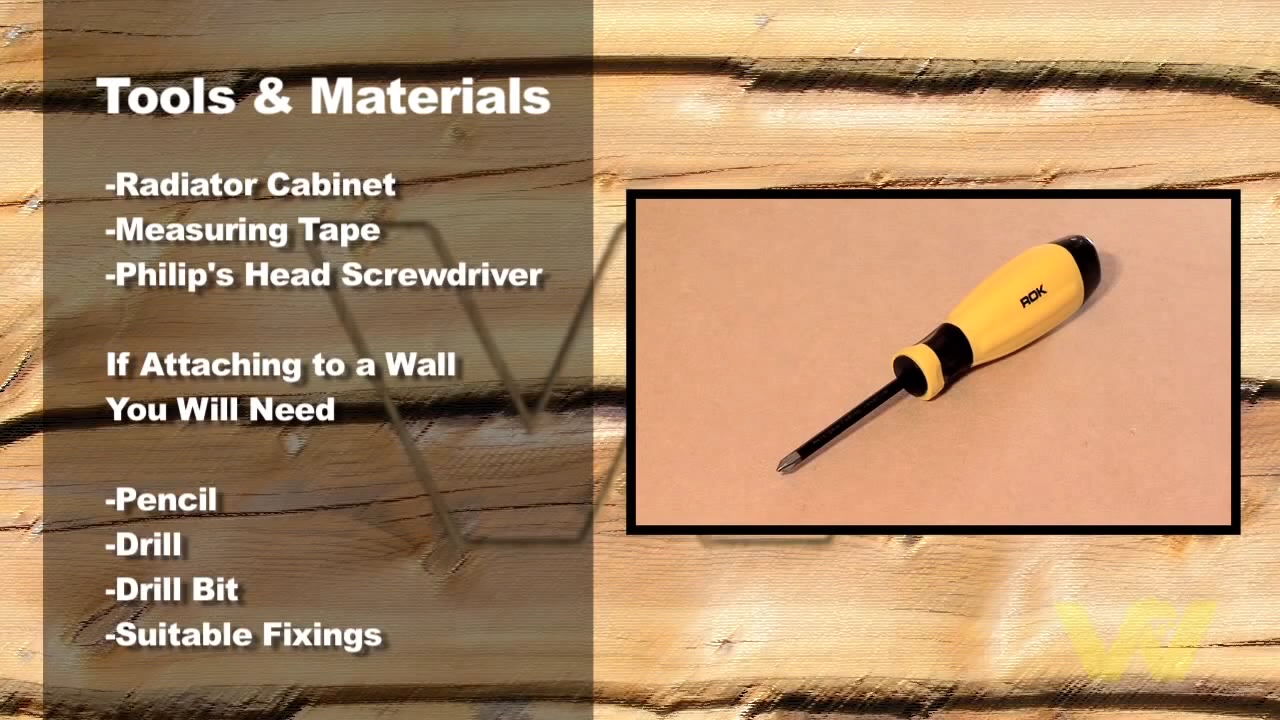 Tools & Materials
-Radiator Cabinet
-Measuring Tape
-Philip's Head Screwdriver
If Attaching to a Wall
You Will Need
-Pencil
-Drill
-Drill Bit
-Suitable Fixings
ROK